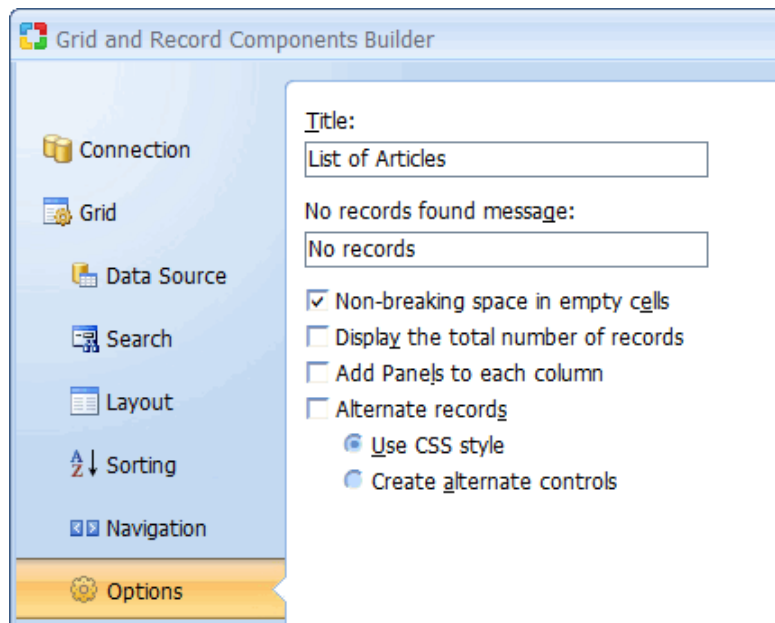 Grid and Record Components Builder
Connection
Grid
Data Source
Search
Layout
Sorting
Navigation
Options
Title:
List of Articles
No records found message:
No records
Non-breaking space in empty cells
Display the total number of records
Add Panels to each column
Alternate records
Use CSS style
Create alternate controls